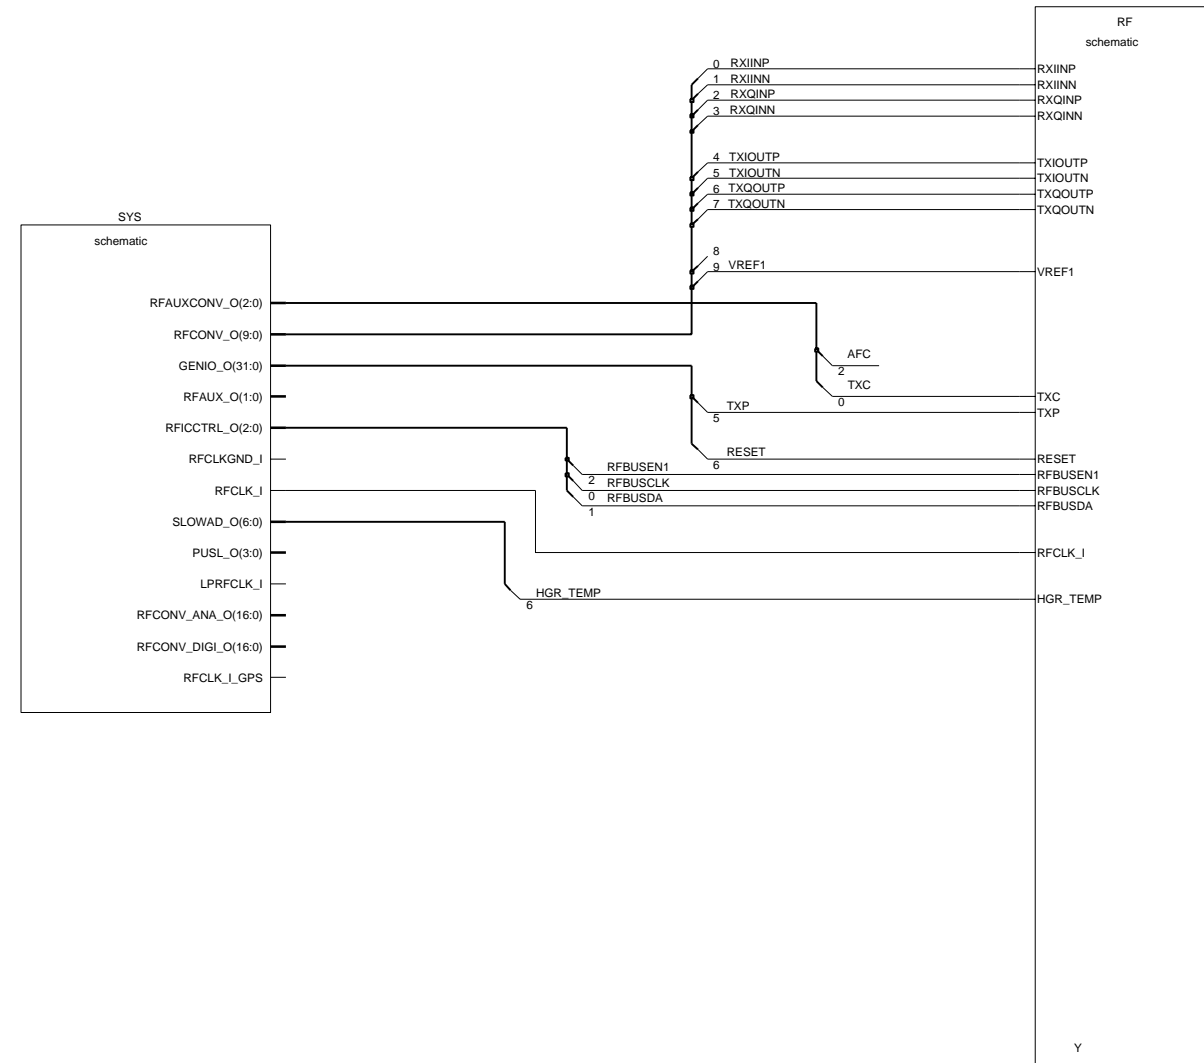 RF
schematic
0 RXIINP
RXIINP
1 RXIINN
RXIINN
2 RXQINP
RXQINP
3 RXQINN
RXQINN
4 TXIOUTP
TXIOUTP
5 TXIOUTN
TXIOUTN
6 TXQOUTP
TXQOUTP
7 TXQOUTN
TXQOUTN
SYS
schematic
8
9 VREF1
VREF1
RFAUXCONV_O(2:0)
RFCONV_O(9:0)
GENIO_O(31:0)
AFC
2
RFAUX_O(1:0)
TXC
0
TXC
TXP
5
TXP
RFICCTRL_O(2:0)
RFCLKGND_I
RESET
6
RESET
RFBUSEN1
2
RFBUSEN1
RFCLK_I
RFBUSCLK
0
RFBUSCLK
RFBUSDA
1
RFBUSDA
SLOWAD_O(6:0)
PUSL_O(3:0)
RFCLK_I
LPRFCLK_I
HGR_TEMP
6
HGR_TEMP
RFCONV_ANA_O(16:0)
RFCONV_DIGI_O(16:0)
RFCLK_I_GPS
Y